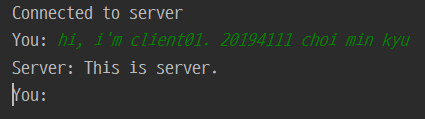 Connected to server
You: hi, i'm client01. 20194111 choi min kyu
Server: This is server.
You: